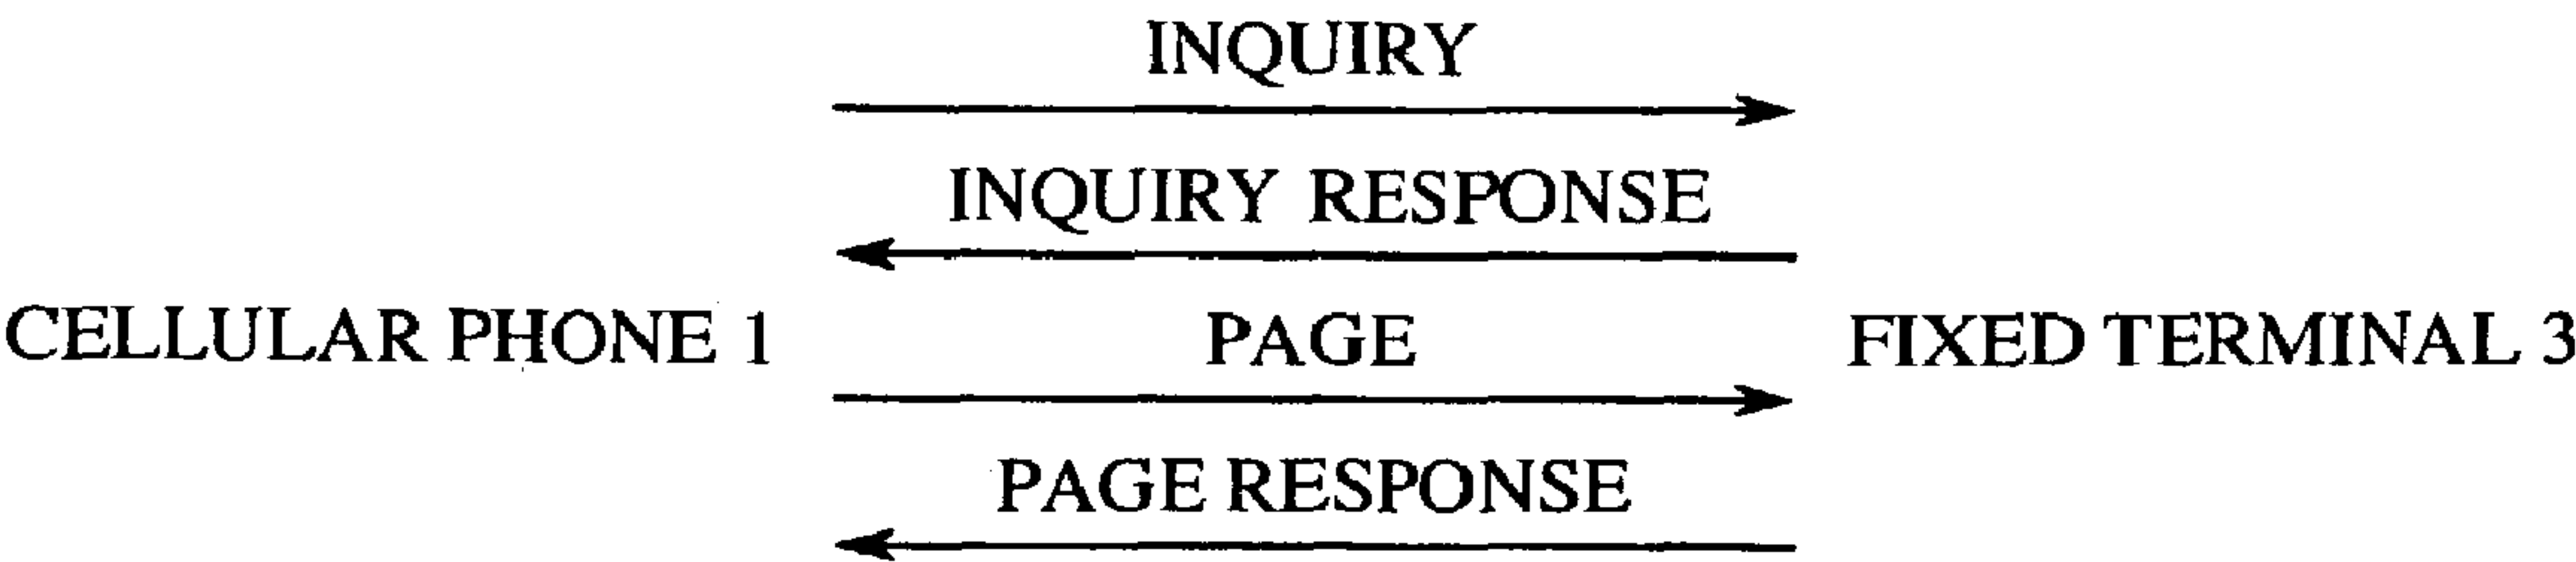 INQUIRY
INQUIRY RESPONSE
CELLULAR PHONE 1 PAGE FIXED TERMINAL 3
PAGE RESPONSE